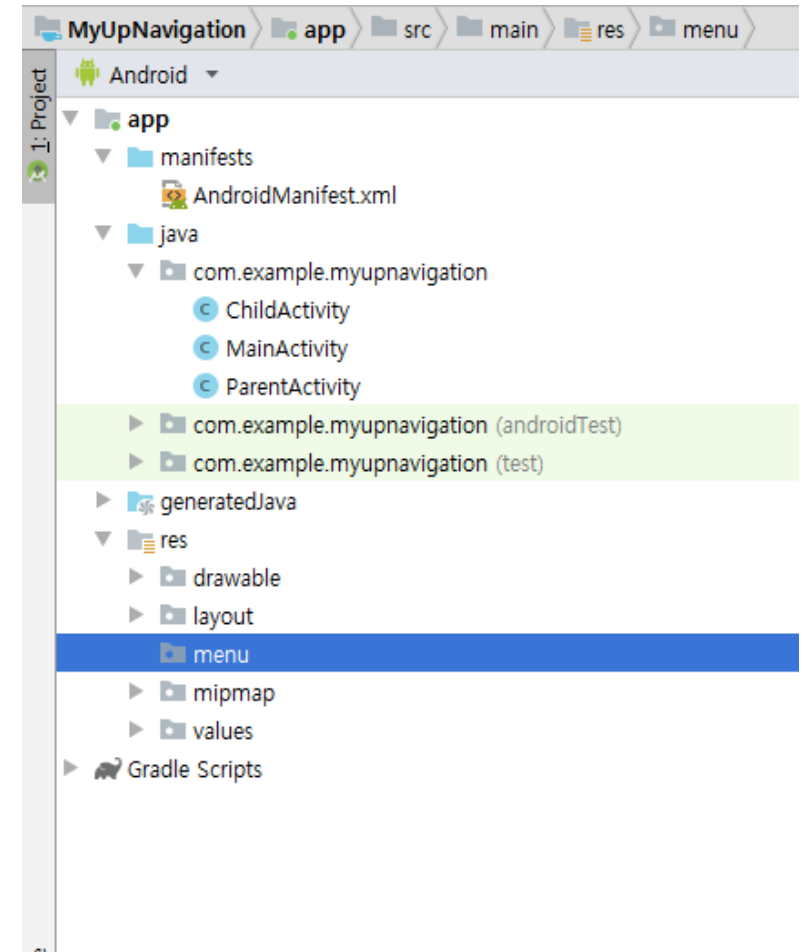 MyUpNavigation app src main res menu
1: Project
Android
app
manifests
AndroidManifest.xml
java
com.example.myupnavigation
C ChildActivity
C MainActivity
C ParentActivity
com.example.myupnavigation (androidTest)
com.example.myupnavigation (test)
generatedJava
res
drawable
layout
menu
mipmap
values
Gradle Scripts